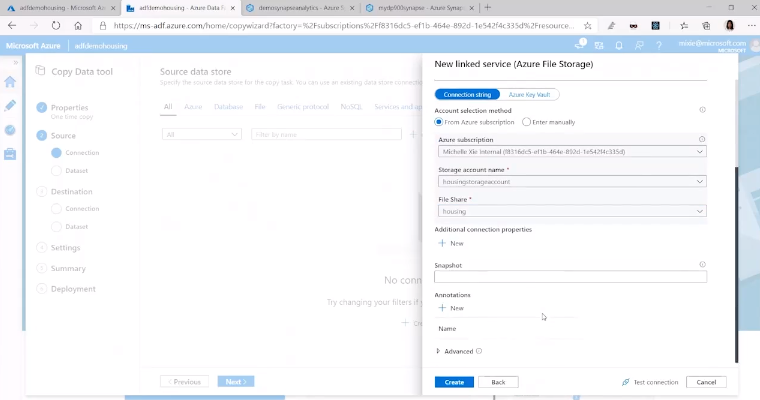 adfdemohousing - Microsoft A
adfdemohousing - Azure Data F
demosynapseanalytics - Azure S
mydp900synapse - Azure Synap
https://ms-adf.azure.com/home/copywizard?factory=%2Fsubscriptions%2Ff8316dc5-ef1b-464e-892d-1e542f4c3fd5%2Fresource...
Microsoft Azure
adfdemohousing
mixie@microsoft.com
MICROSOFT
Copy Data tool
Properties
One time copy
Source
Connection
Dataset
Destination
Connection
Dataset
Settings
Summary
Deployment
Source data store
Specify the source data store for the copy task. You can use an existing data store connection
All Azure Database File Generic protocol NoSQL Services and ap
All
Filter by name
No conn
Try changing your filters if y
Previous
Next
New linked service (Azure File Storage)
Connection string
Azure Key Vault
Account selection method
From Azure subscription
Enter manually
Azure subscription
Michelle Xie Internal (f8316dc5-ef1b-464e-892d-1e542f4c3fd5)
Storage account name *
housingstorageaccount
File Share *
housing
Additional connection properties
New
Snapshot
Annotations
New
Name
Advanced
Create
Back
Test connection
Cancel